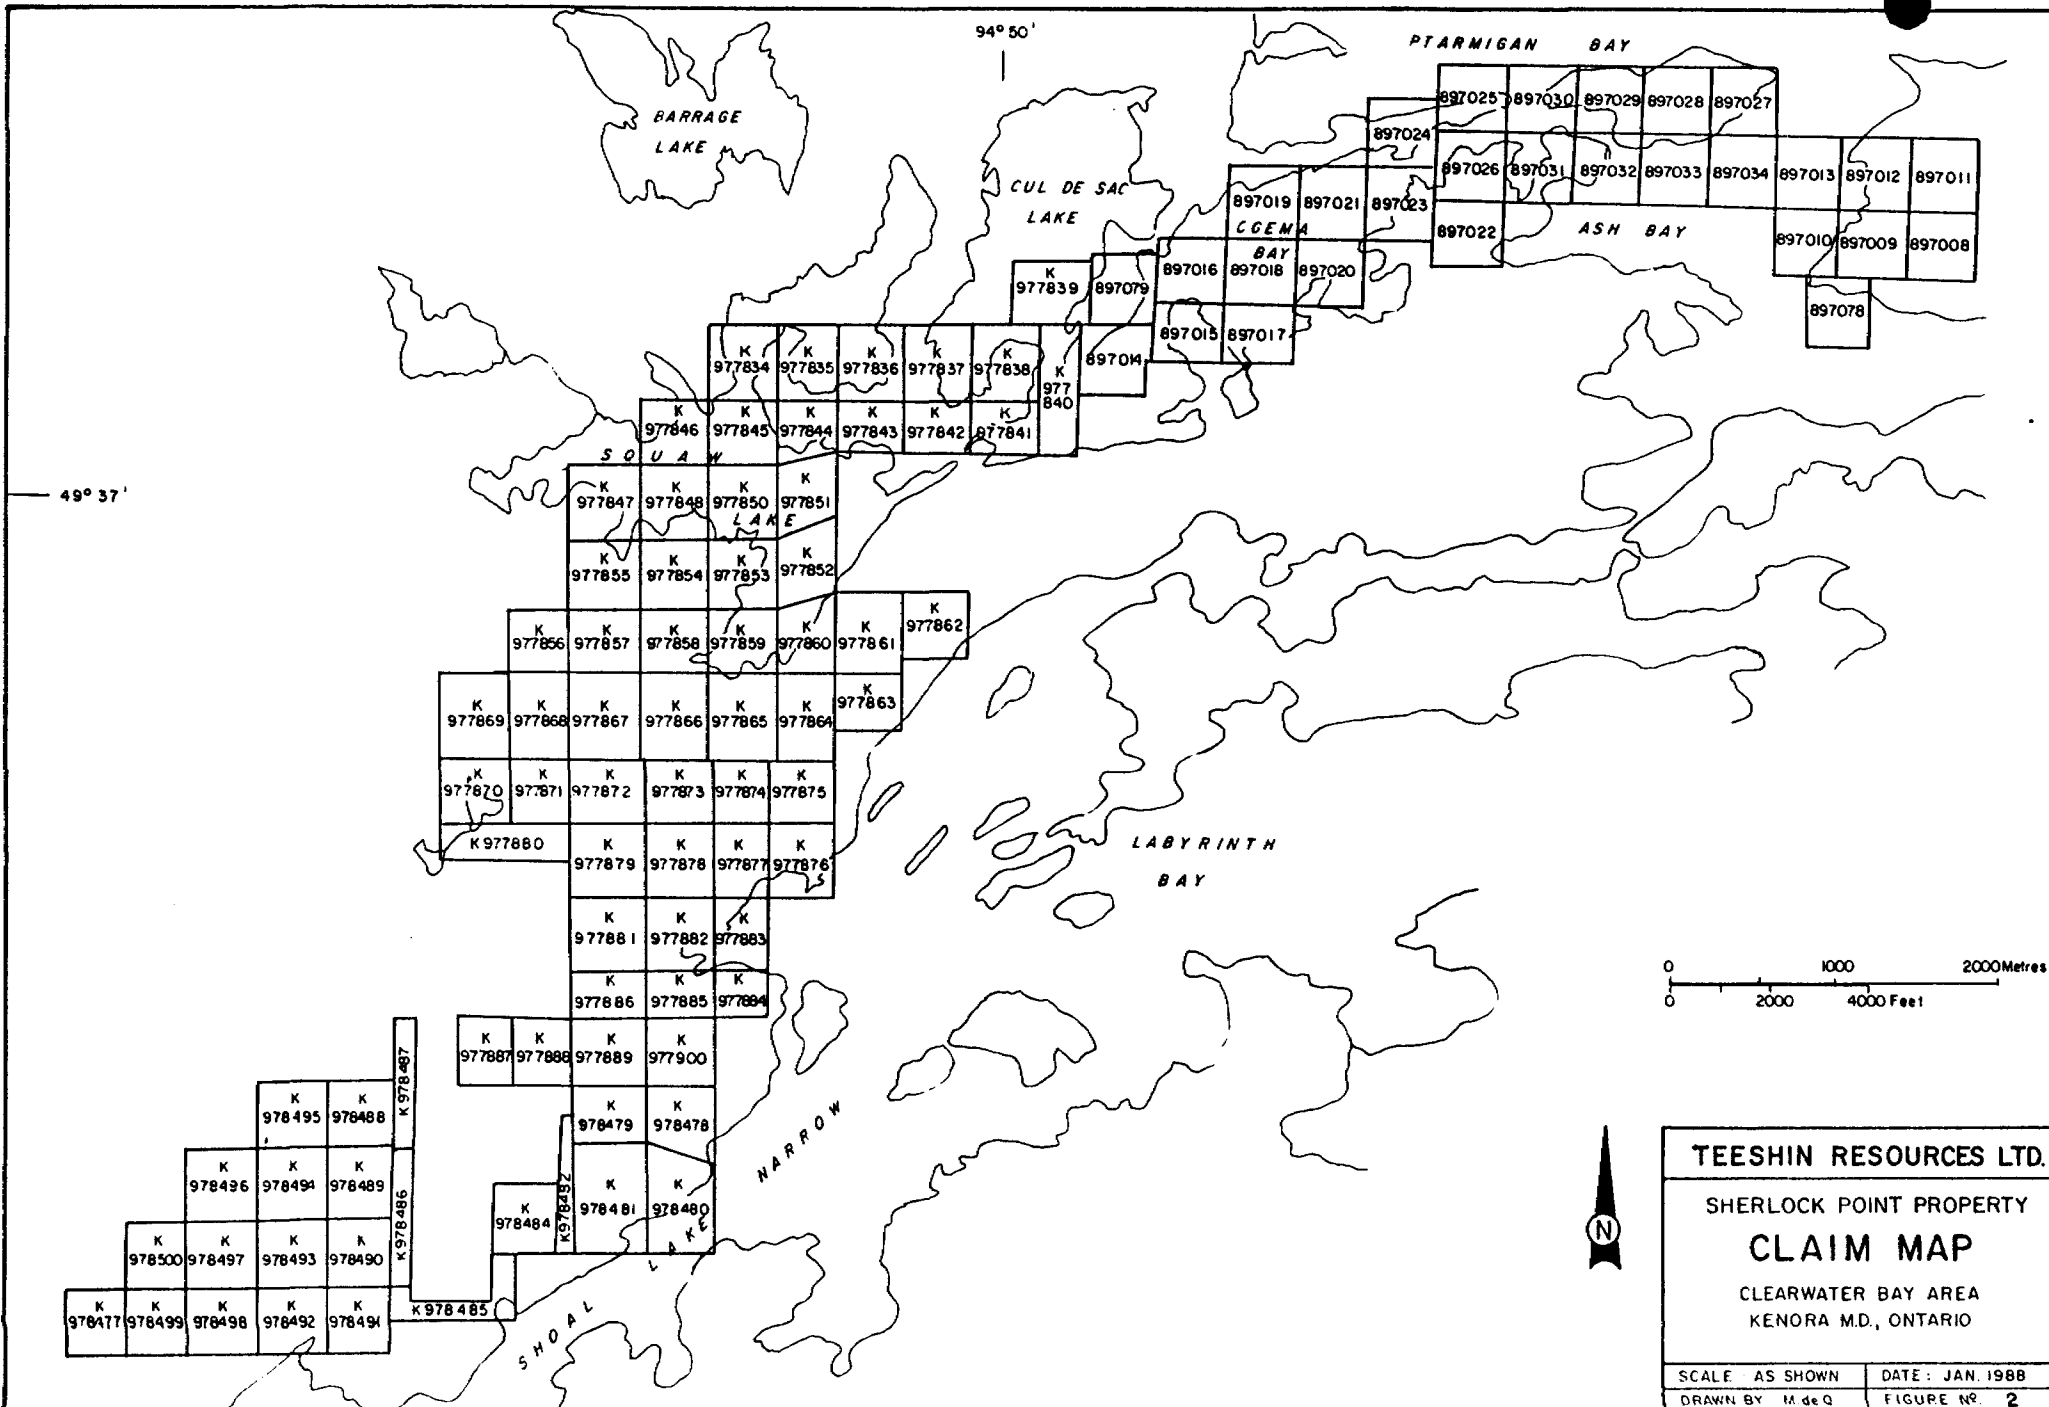 94° 50'
PTARMIGAN BAY
BARRAGE
LAKE
CUL DE SAC
LAKE
897025 897030 897029 897028 897027
897024
897026 897031 897032 897033 897034 897013 897012 897011
897019 897021 897023
897022
ASH BAY
897010 897009 897008
BAY
897016 897018 897020
K
977839
897079
897078
897015 897017
897014
K
977834
K
977835
K
977836
K
977837
K
977838
K
977
840
K
977846
K
977845
K
977844
K
977843
K
977842
K
977841
SQUAW
49° 37'
K
977847
K
977848
K
977850
K
977851
LAKE
K
977855
K
977854
K
977853
K
977852
K
977856
K
977857
K
977858
K
977859
K
977860
K
977861
K
977862
K
977869
K
977868
K
977867
K
977866
K
977865
K
977864
K
977863
K
977870
K
977871
K
977872
K
977873
K
977874
K
977875
K977880
K
977879
K
977878
K
977877
K
977876
LABYRINTH
BAY
K
977881
K
977882
K
977883
K
977886
K
977885
K
977884
K
977887
K
977888
K
977889
K
977900
K978487
K
978495
K
978488
K
978479
K
978478
NARROW
K
978496
K
978494
K
978489
K978486
K
978484
K978482
K
978481
K
978480
LAKE
K
978500
K
978497
K
978493
K
978490
K
978477
K
978499
K
978498
K
978492
K
978491
K978485
SHOAL
0 1000 2000 Metres
0 2000 4000 Feet
N
TEESHIN RESOURCES LTD.
SHERLOCK POINT PROPERTY
CLAIM MAP
CLEARWATER BAY AREA
KENORA M.D., ONTARIO
SCALE AS SHOWN
DATE: JAN. 1988
DRAWN BY M de Q
FIGURE Nº. 2